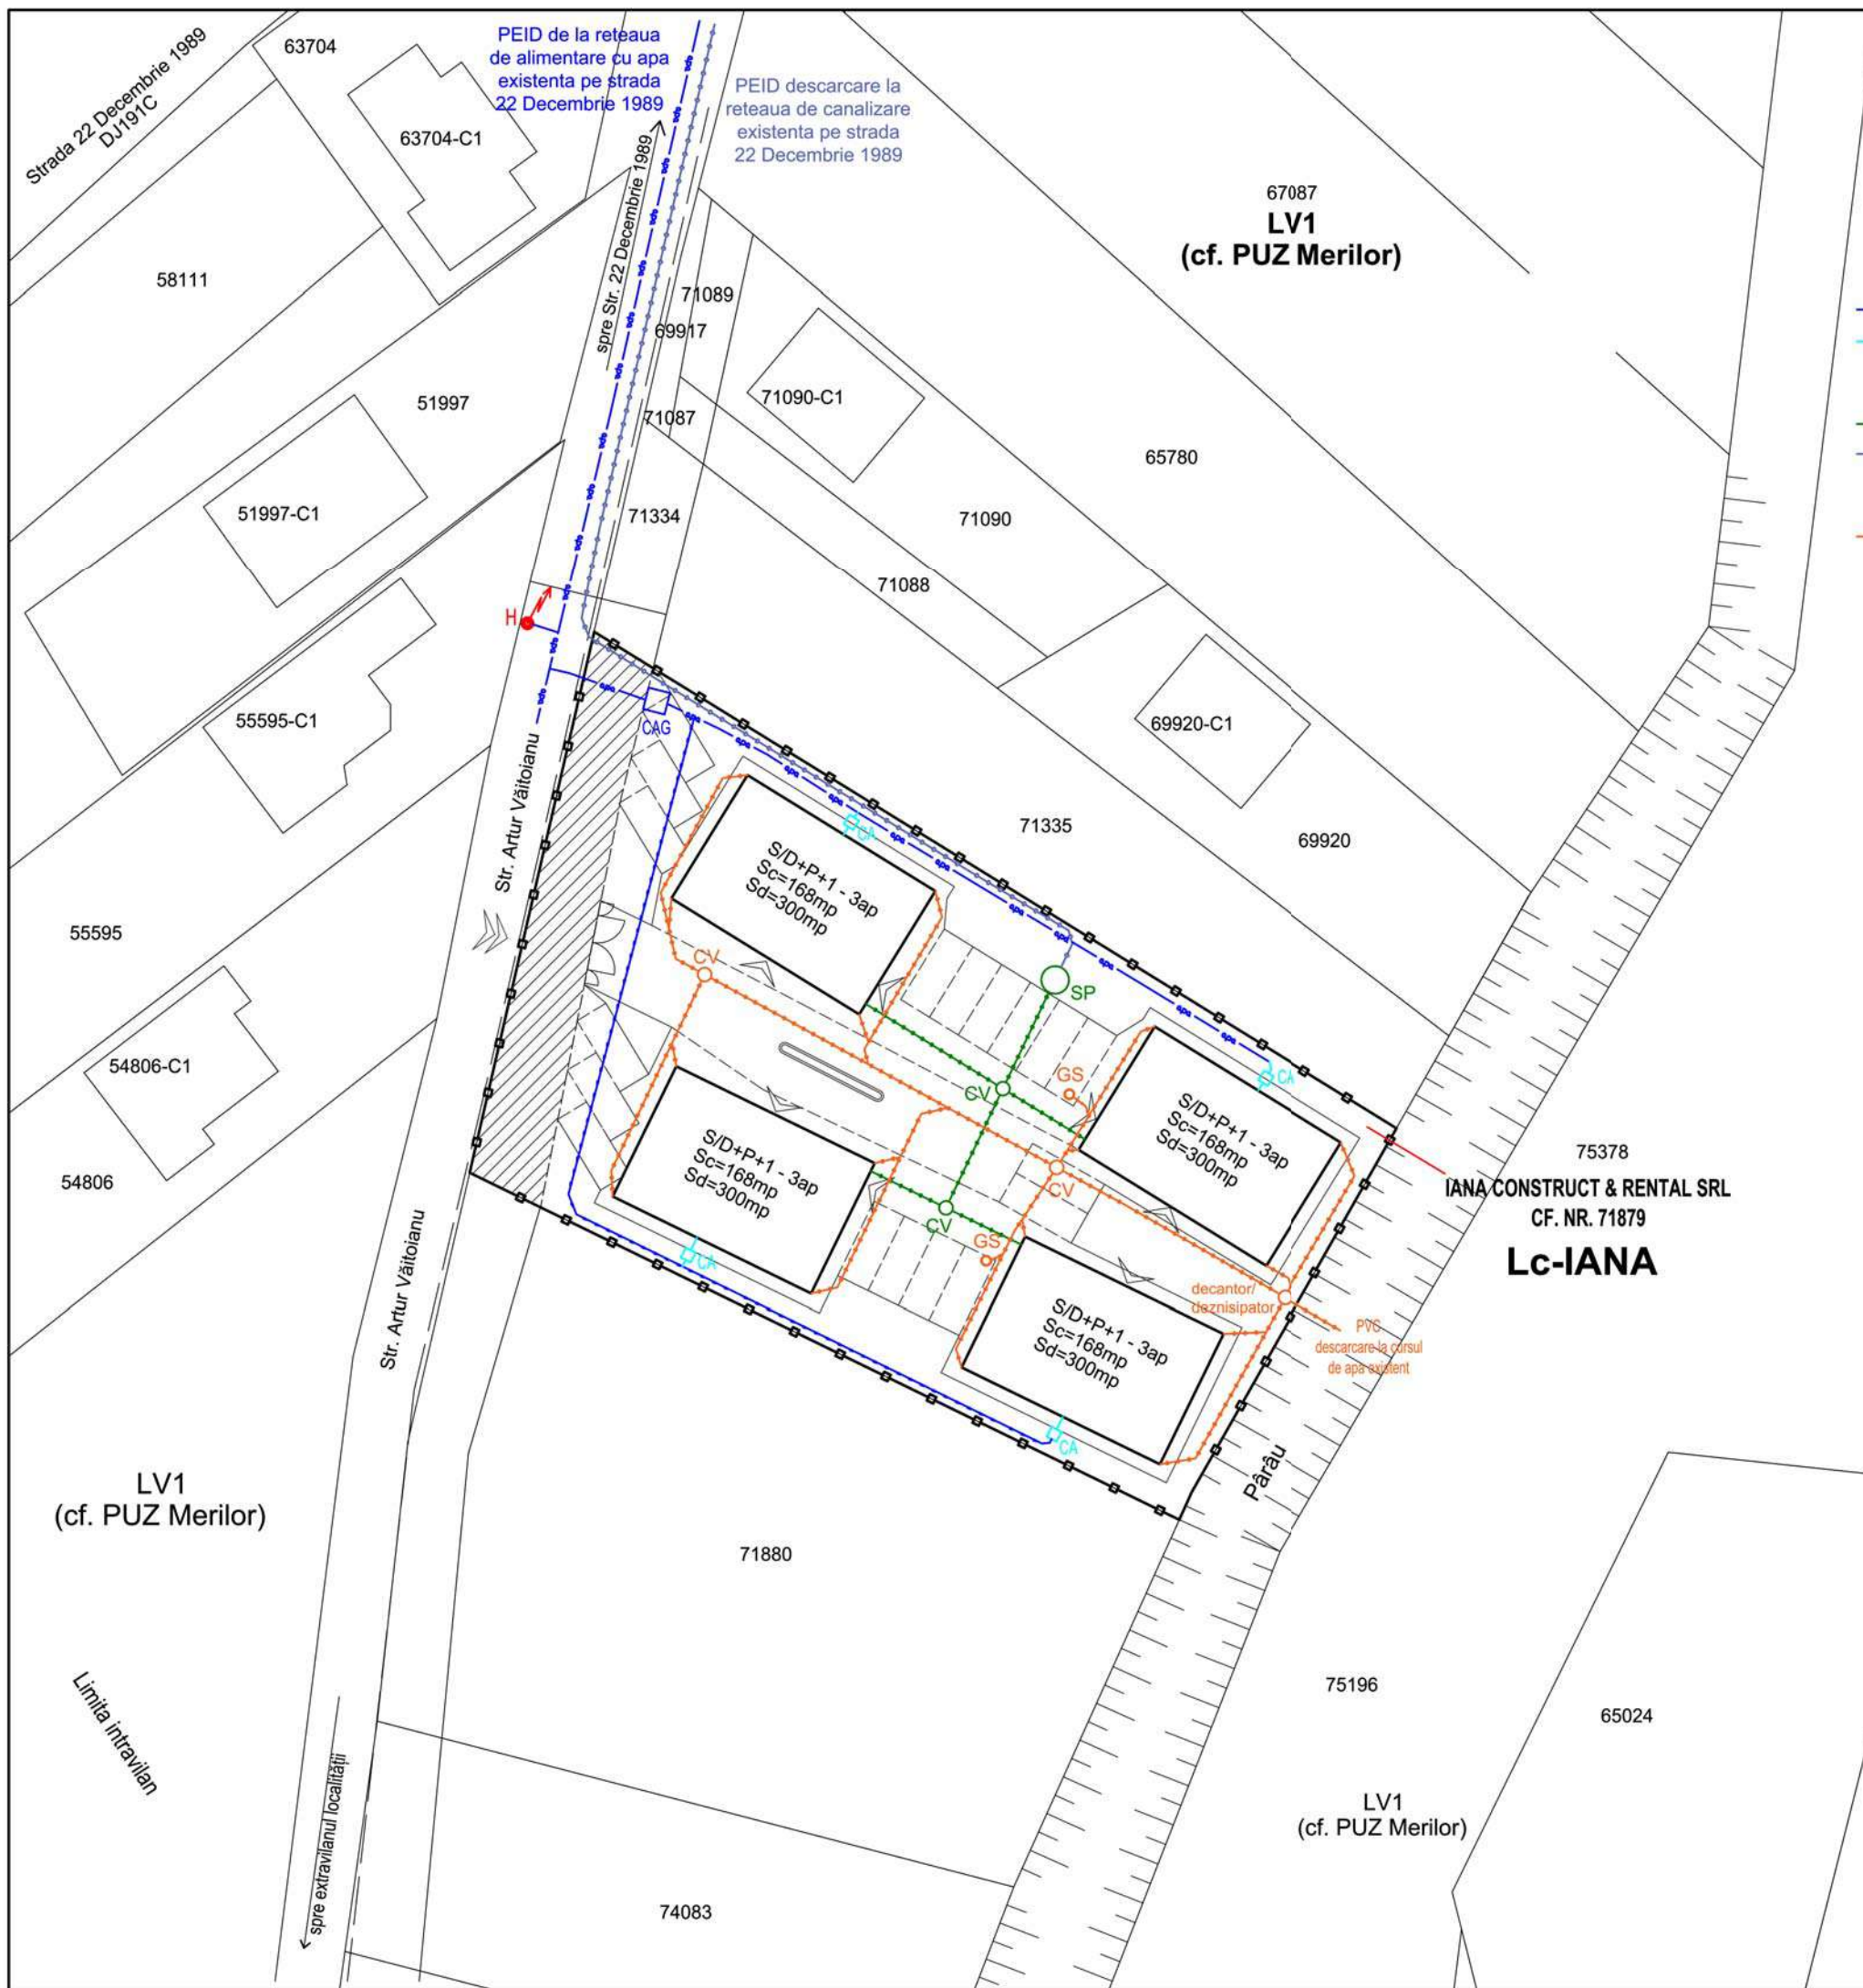 Strada 22 Decembrie 1989
DJ191C
63704
63704-C1
PEID de la reteaua
de alimentare cu apa
existenta pe strada
22 Decembrie 1989
PEID descarcare la
reteaua de canalizare
existenta pe strada
22 Decembrie 1989
spre Str. 22 Decembrie 1989
67087
LV1
(cf. PUZ Merilor)
58111
71089
69917
51997
71087
71090-C1
65780
51997-C1
71334
71090
71088
H
55595-C1
Str. Artur Văitoianu
CAG
apa
69920-C1
71335
69920
CA
S/D+P+1 - 3ap
Sc=168mp
Sd=300mp
55595
CV
SP
54806-C1
GS
CV
CA
S/D+P+1 - 3ap
Sc=168mp
Sd=300mp
S/D+P+1 - 3ap
Sc=168mp
Sd=300mp
75378
54806
CV
IANA CONSTRUCT & RENTAL SRL
CF. NR. 71879
Lc-IANA
CV
GS
CA
Str. Artur Văitoianu
decantor/
deznisipator
S/D+P+1 - 3ap
Sc=168mp
Sd=300mp
PVC
descarcare la cursul
de apa existent
CA
Pârâu
LV1
(cf. PUZ Merilor)
71880
75196
65024
Limita intravilan
spre extravilanul localității
LV1
(cf. PUZ Merilor)
74083